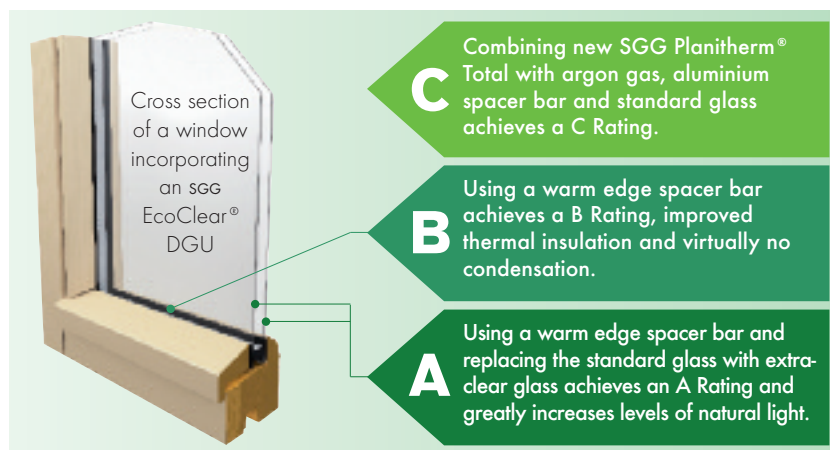 Cross section
of a window
incorporating
an SGG
EcoClear®
DGU
C
Combining new SGG Planitherm®
Total with argon gas, aluminium
spacer bar and standard glass
achieves a C Rating.
B
Using a warm edge spacer bar
achieves a B Rating, improved
thermal insulation and virtually no
condensation.
A
Using a warm edge spacer bar and
replacing the standard glass with extra-
clear glass achieves an A Rating and
greatly increases levels of natural light.